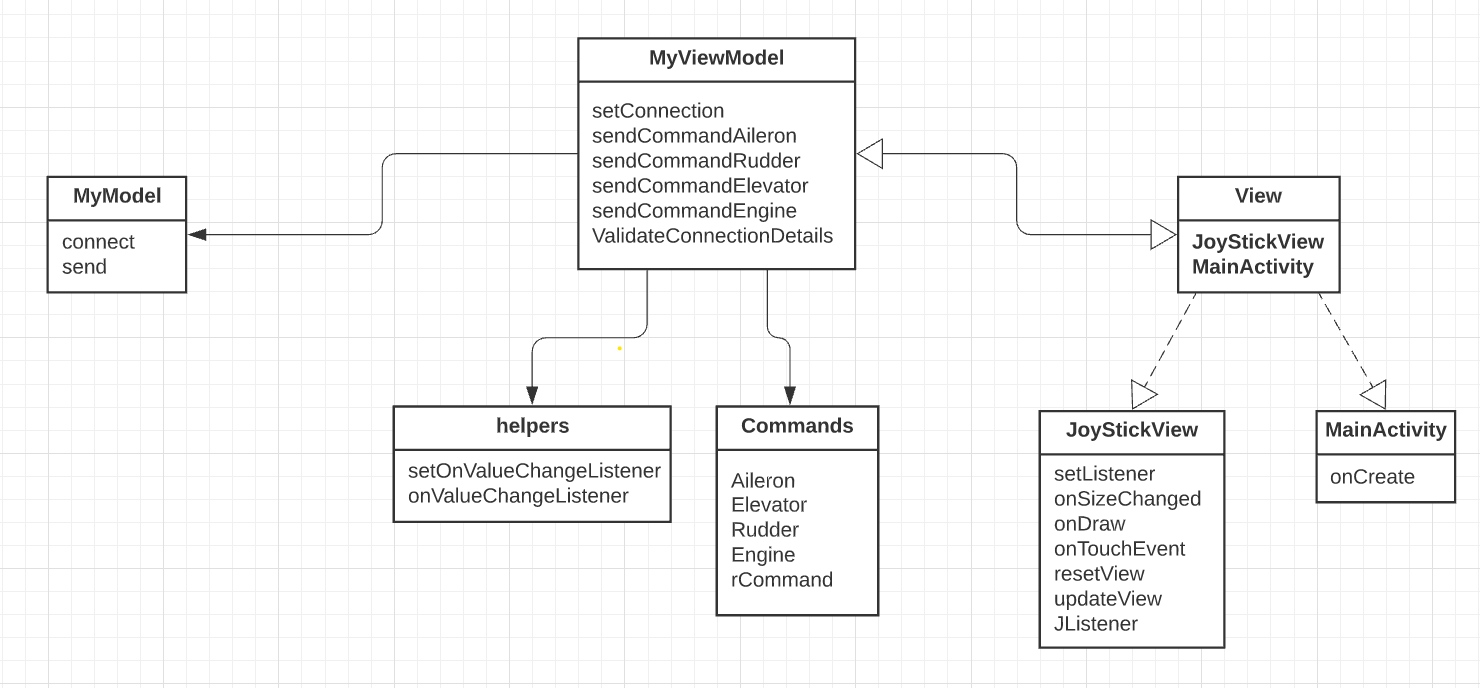 MyViewModel
setConnection
sendCommandAileron
sendCommandRudder
sendCommandElevator
sendCommandEngine
ValidateConnectionDetails
MyModel
connect
send
View
JoyStickView
MainActivity
helpers
setOnValueChangeListener
onValueChangeListener
Commands
Aileron
Elevator
Rudder
Engine
rCommand
JoyStickView
setListener
onSizeChanged
onDraw
onTouchEvent
resetView
updateView
JListener
MainActivity
onCreate